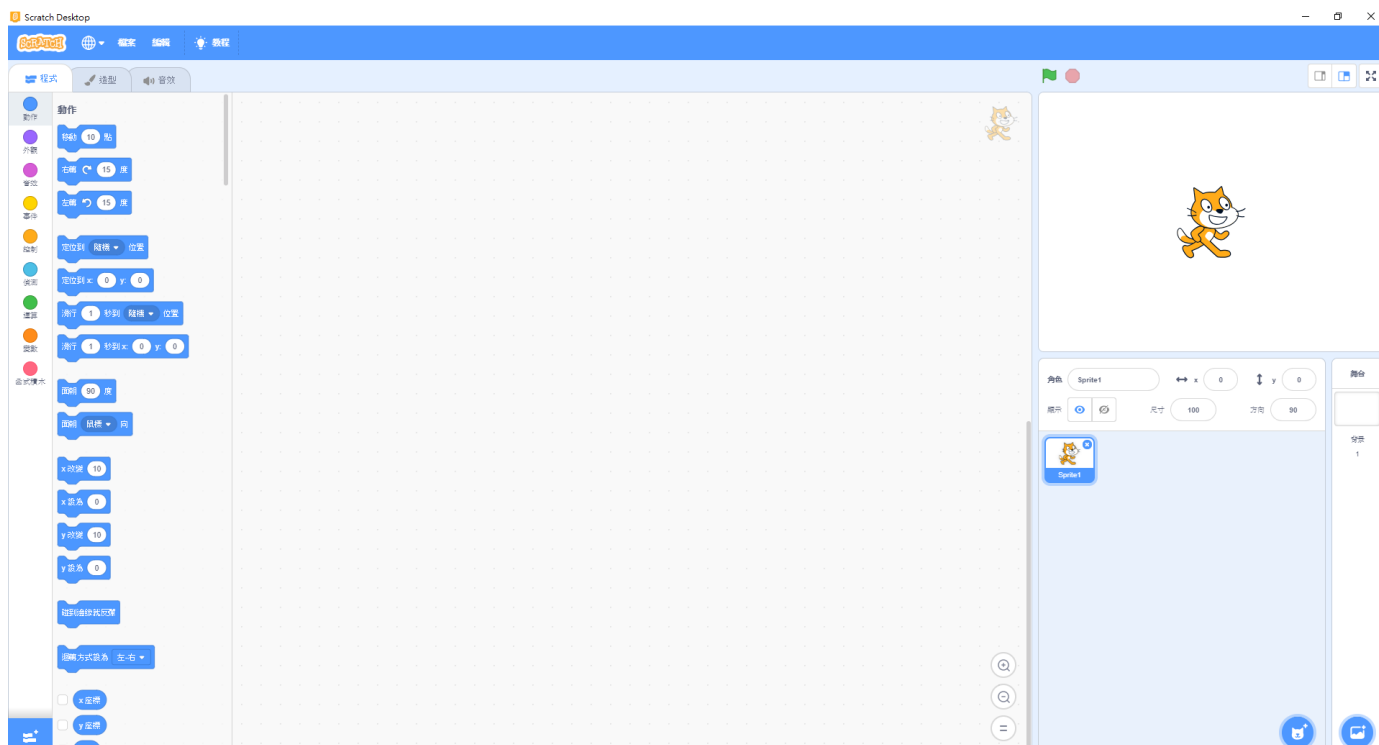 Scratch Desktop
SCRATCH
檔案 編輯 教程
程式 造型 音效
動作
外觀
音效
事件
控制
偵測
運算
變數
函式積木
動作
移動 10 點
右轉 15 度
左轉 15 度
定位到 隨機 位置
定位到 x: 0 y: 0
滑行 1 秒到 隨機 位置
滑行 1 秒到 x: 0 y: 0
面朝 90 度
面朝 鼠標 向
x 改變 10
x 設為 0
y 改變 10
y 設為 0
碰到邊緣就反彈
迴轉方式設為 左-右
x 座標
y 座標
角色 Sprite1 x 0 y 0
顯示 尺寸 100 方向 90
Sprite1
舞台
背景
1